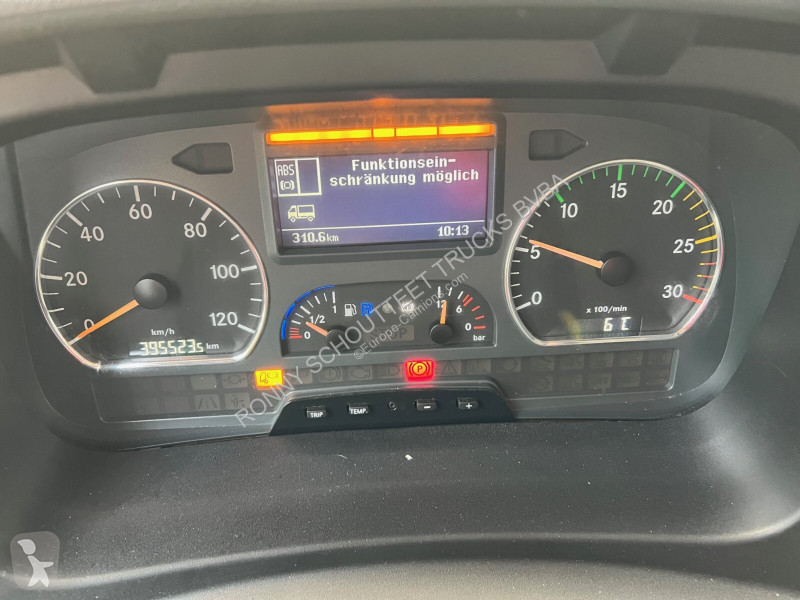 ABS
Funktionsein-
schränkung möglich
310.6km
10:13
0
20
40
60
80
100
120
km/h
395523.5 km
0
1/2
1
12
6
0
bar
0
5
10
15
20
25
30
x 100/min
6°C
P
TRIP
TEMP.
-
+
RONNY SCHOUTTEET TRUCKS BVBA
©Europe-Camions.com